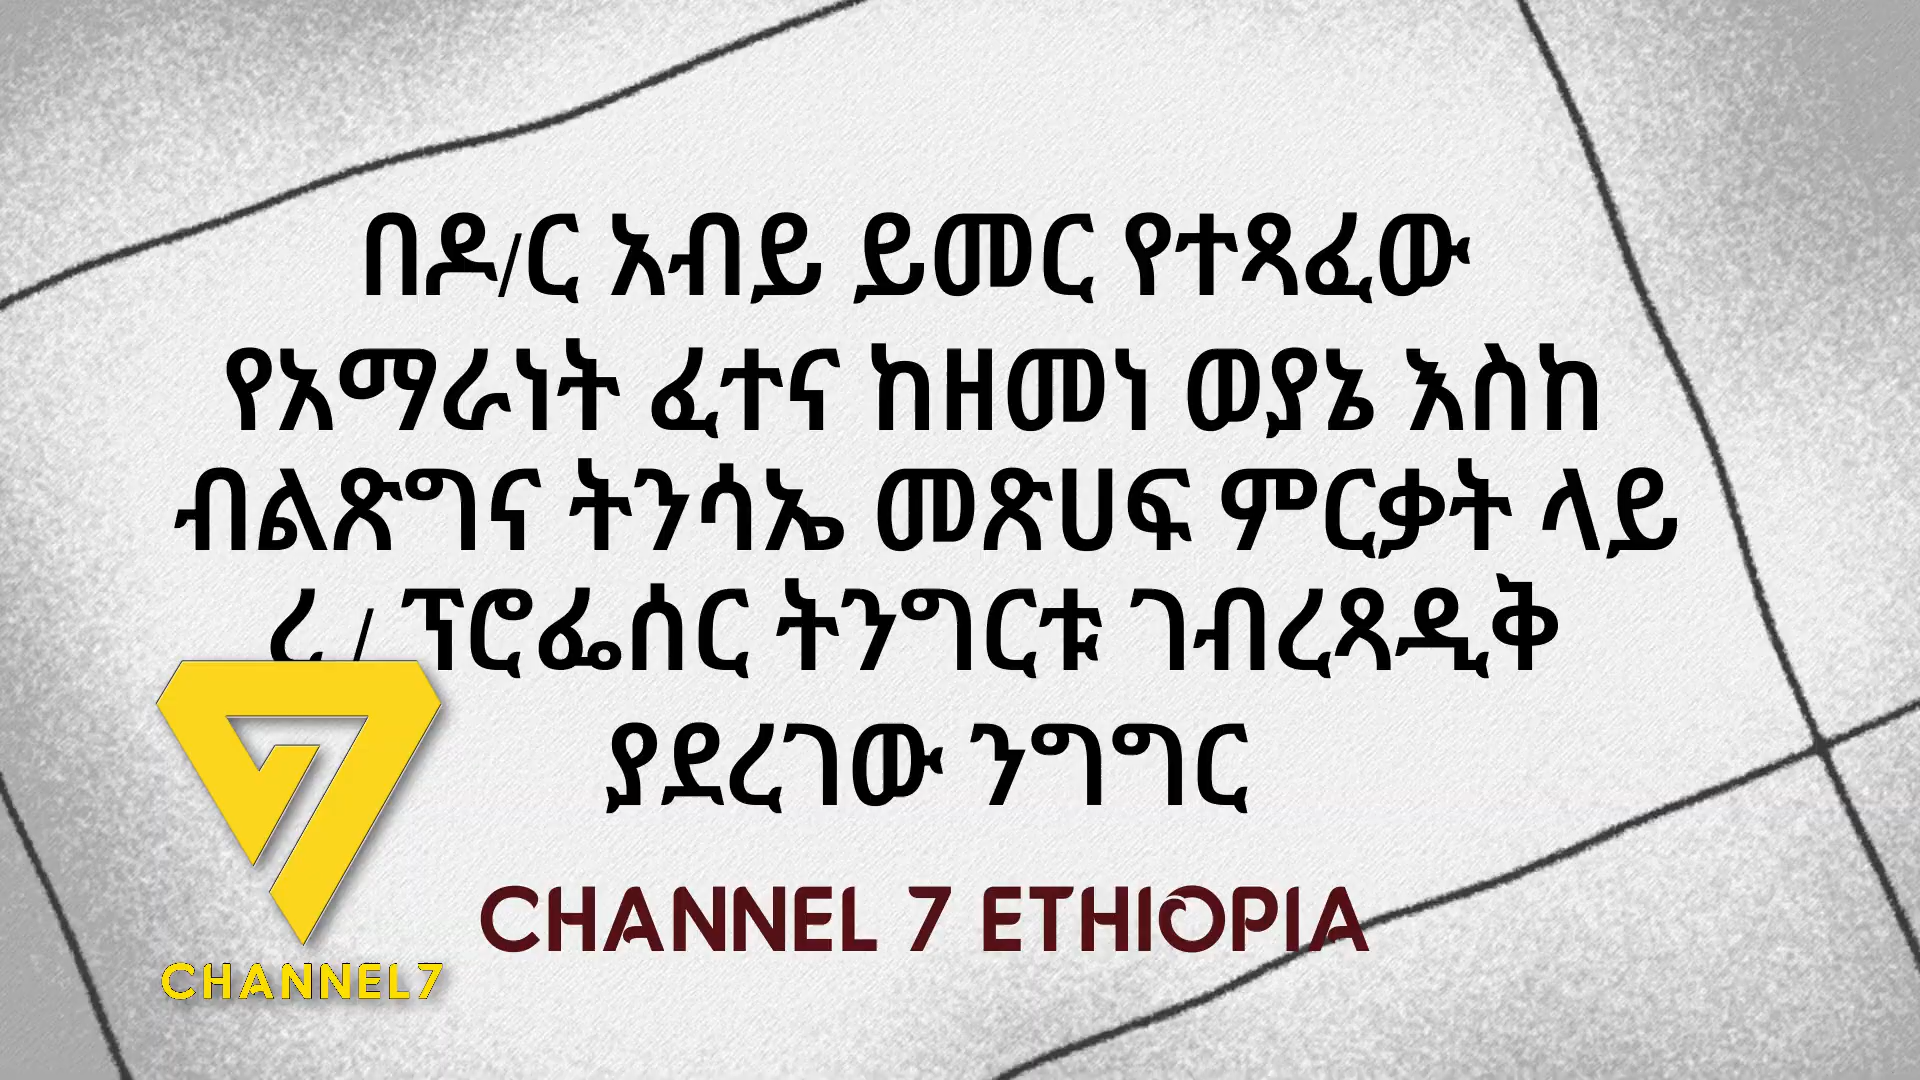 በዶ/ር አብይ ይመር የተጻፈው
የአማራነት ፈተና ከዘመነ ወያኔ እስከ
ብልጽግና ትንሳኤ መጽሀፍ ምርቃት ላይ
ረ / ፕሮፌሰር ትንግርቱ ገብረጻዲቅ
ያደረገው ንግግር
CHANNEL 7 ETHIOPIA
CHANNEL7